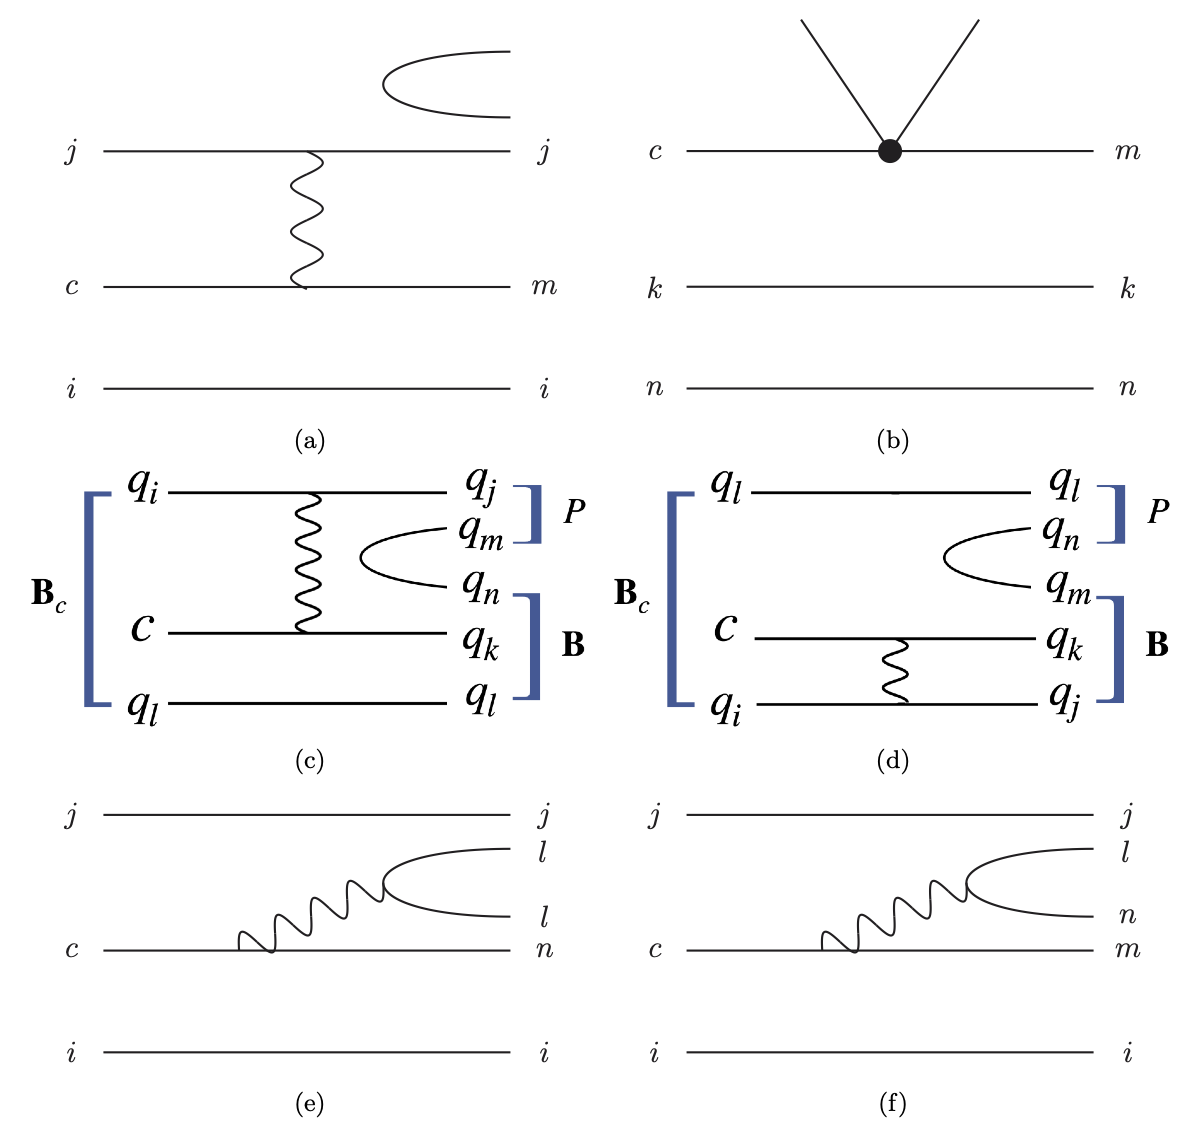 j j
c m
i i
(a)
c m
k k
n n
(b)
q_i q_j
q_m P
B_c q_n
c q_k B
q_l q_l
(c)
q_l q_l
q_n P
B_c q_m
c q_k B
q_i q_j
(d)
j j
l
l
c n
i i
(e)
j j
l
n
c m
i i
(f)